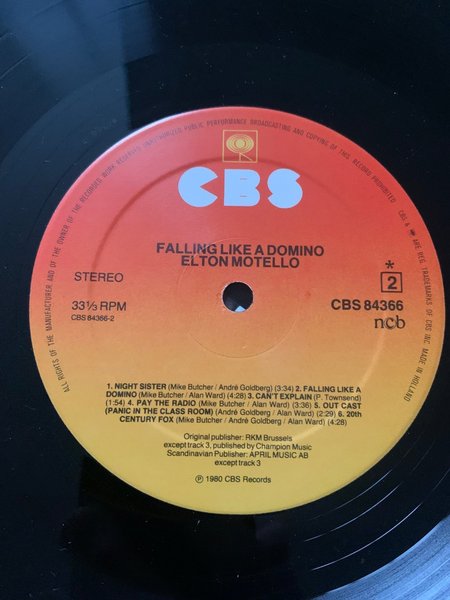 ALL RIGHTS OF THE MANUFACTURER AND OF THE OWNER OF THE RECORDED WORK RESERVED UNAUTHORIZED PUBLIC PERFORMANCE BROADCASTING AND COPYING OF THIS RECORD PROHIBITED
CBS & ARE REG. TRADEMARKS OF CBS INC MADE IN HOLLAND
CBS
FALLING LIKE A DOMINO
ELTON MOTELLO
STEREO
*
2
33⅓ RPM
CBS 84366
CBS 84366-2
ncb
1. NIGHT SISTER (Mike Butcher / André Goldberg) (3:34) 2. FALLING LIKE A
DOMINO (Mike Butcher / Alan Ward) (4:28) 3. CAN'T EXPLAIN (P. Townsend)
(1:54) 4. PAY THE RADIO (Mike Butcher / Alan Ward) (3:36) 5. OUT CAST
(PANIC IN THE CLASS ROOM) (André Goldberg / Alan Ward) (2:29) 6. 20th
CENTURY FOX (Mike Butcher / Alan Ward) (4:28)
Original publisher: RKM Brussels
except track 3, published by Champion Music
Scandinavian Publisher: APRIL MUSIC AB
except track 3
Ⓟ 1980 CBS Records